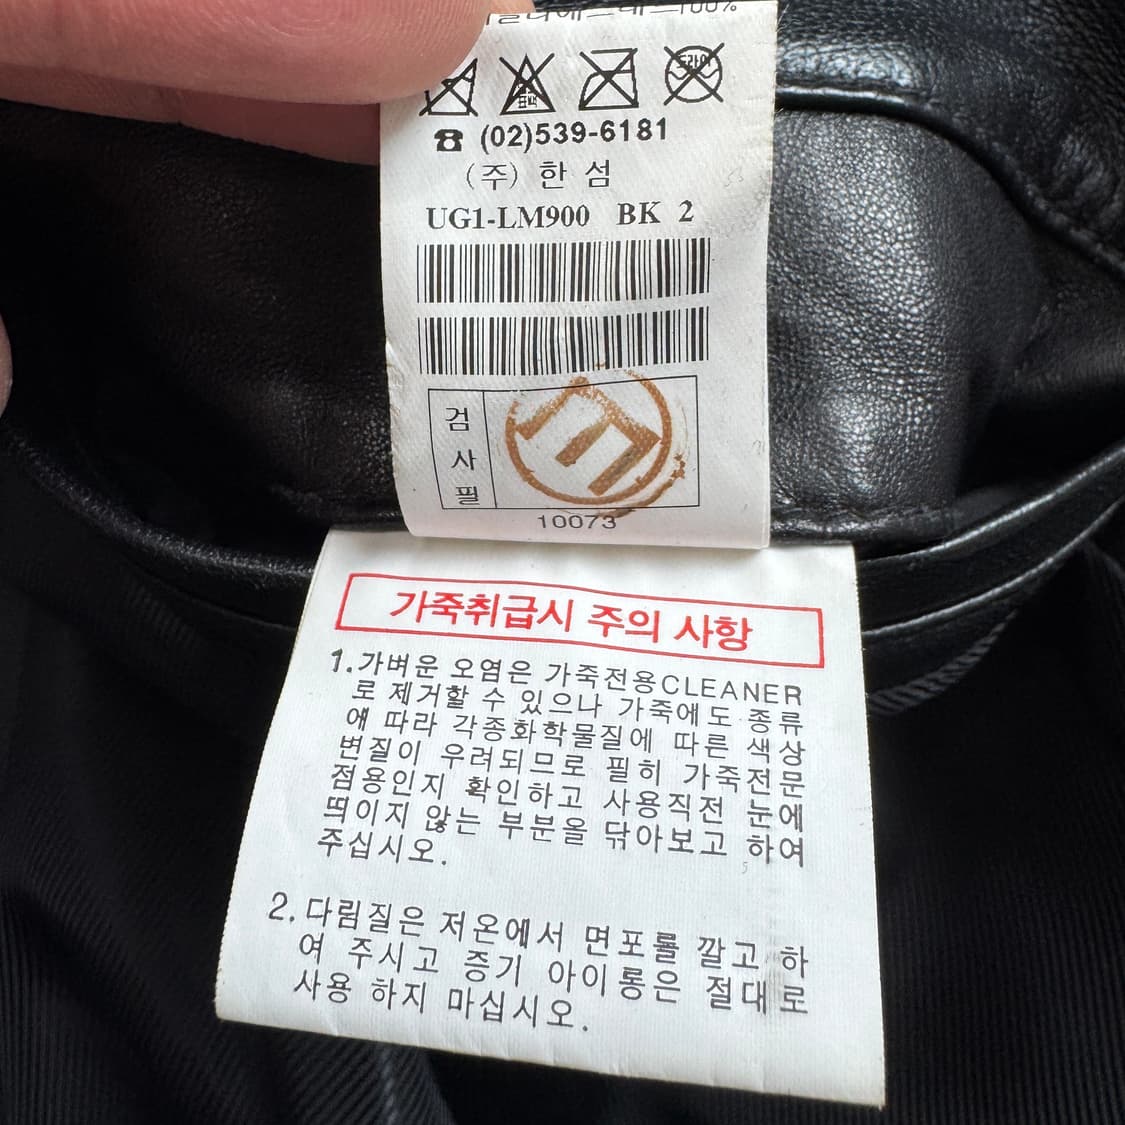 100%
표백
드라이
☎ (02)539-6181
(주) 한 섬
UG1-LM900 BK 2
검
사
필
10073
가죽취급시 주의 사항
1.가벼운 오염은 가죽전용CLEANER
로 제거할 수 있으나 가죽에도 종류
에 따라 각종화학물질에 따른 색상
변질이 우려되므로 필히 가죽전문
점용인지 확인하고 사용직전 눈에
띄이지 않는 부분을 닦아보고 하여
주십시오.
2. 다림질은 저온에서 면포를 깔고 하
여 주시고 증기 아이롱은 절대로
사용 하지 마십시오.